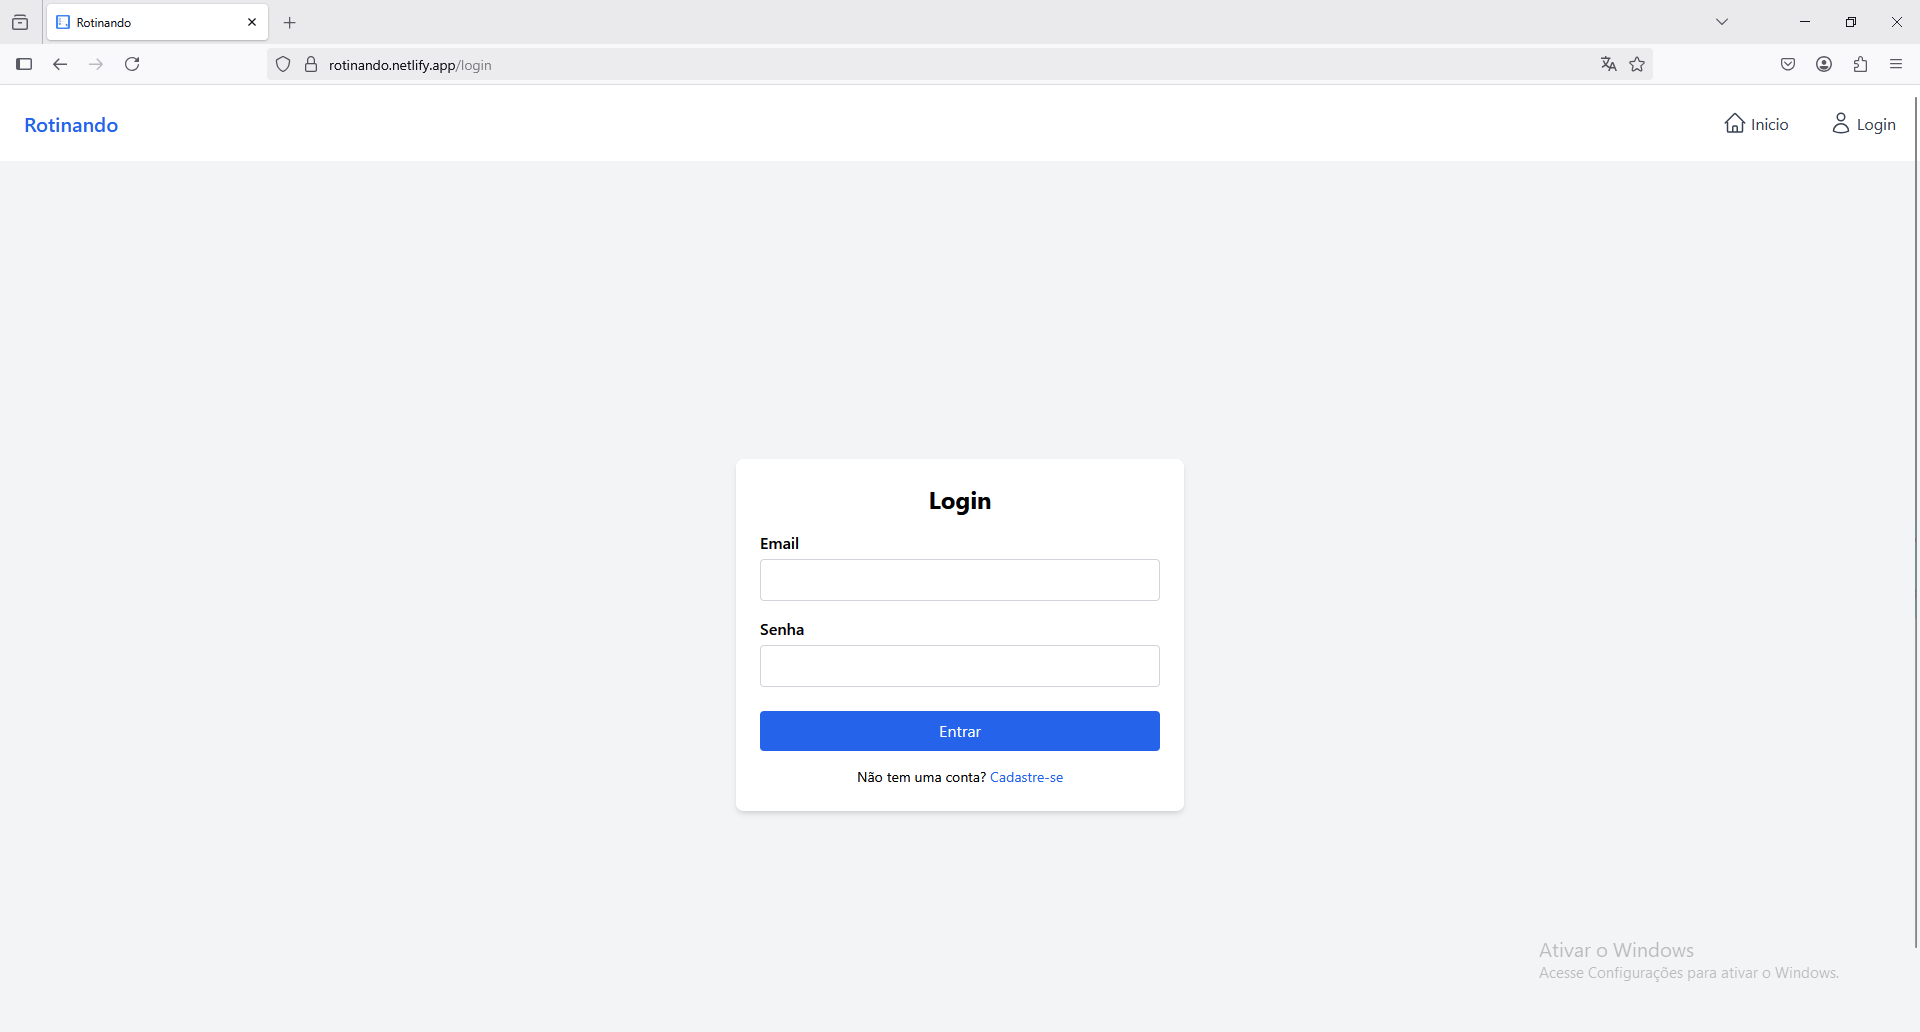 Rotinando
rotinando.netlify.app/login
Rotinando
Inicio
Login
Login
Email
Senha
Entrar
Não tem uma conta? Cadastre-se
Ativar o Windows
Acesse Configurações para ativar o Windows.